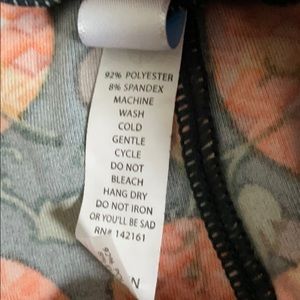 92% POLYESTER
8% SPANDEX
MACHINE
WASH
COLD
GENTLE
CYCLE
DO NOT
BLEACH
HANG DRY
DO NOT IRON
OR YOU'LL BE SAD
RN# 142161